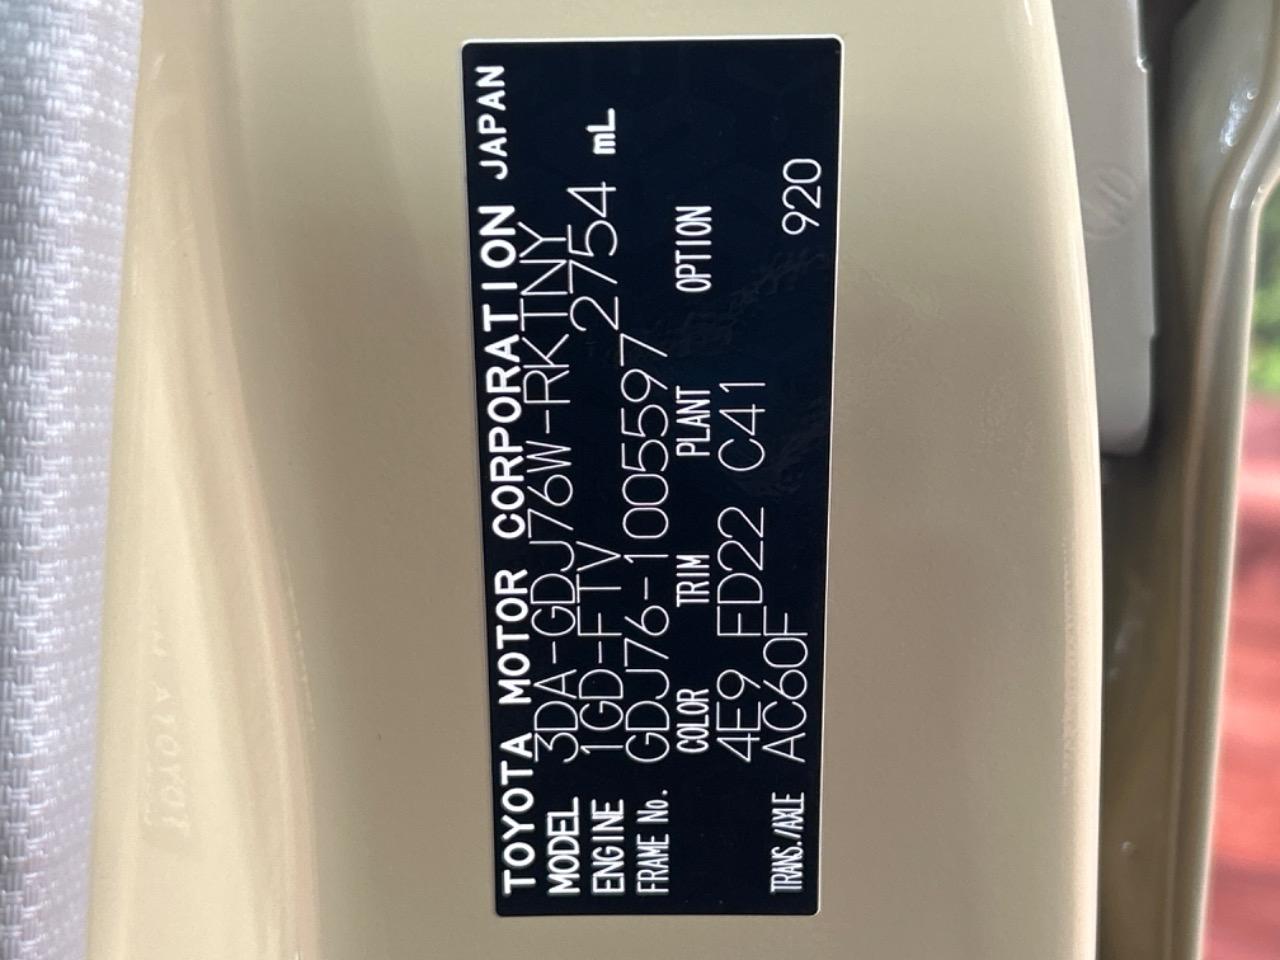 TOYOTA MOTOR CORPORATION JAPAN
MODEL 3DA-GDJ76W-RKTNY
ENGINE 1GD-FTV 2754 mL
FRAME No. GDJ76-1005597
COLOR TRIM PLANT OPTION
4E9 FD22 C41
TRANS./AXLE AC60F 920